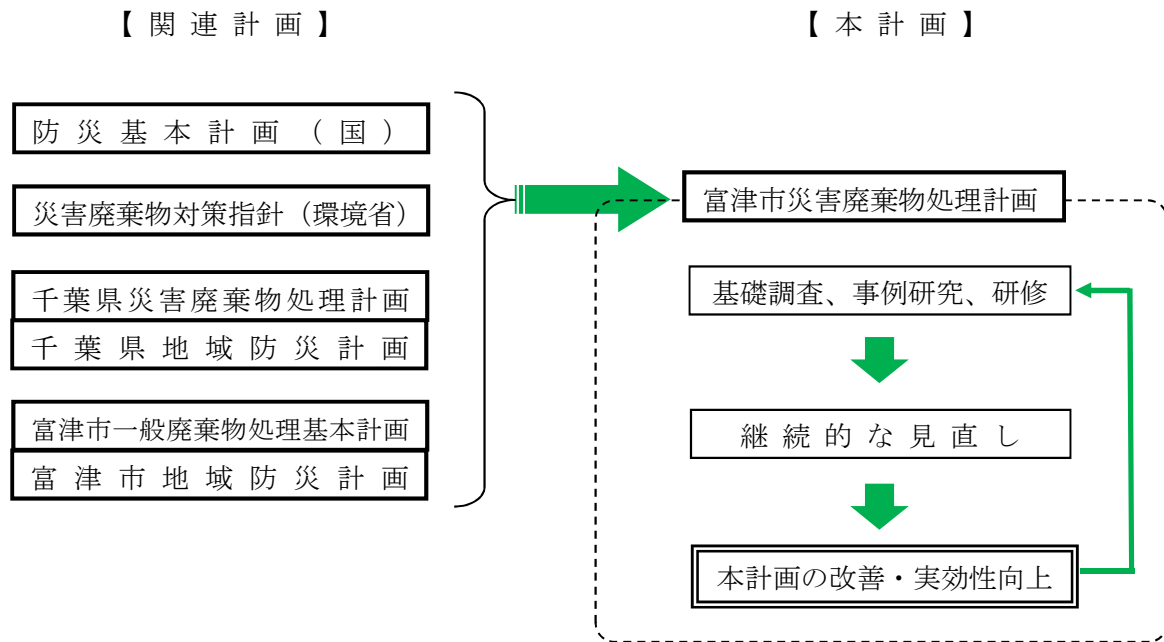 【関連計画】
【本計画】
防災基本計画（国）
災害廃棄物対策指針（環境省）
千葉県災害廃棄物処理計画
千葉県地域防災計画
富津市一般廃棄物処理基本計画
富津市地域防災計画
富津市災害廃棄物処理計画
基礎調査、事例研究、研修
継続的な見直し
本計画の改善・実効性向上